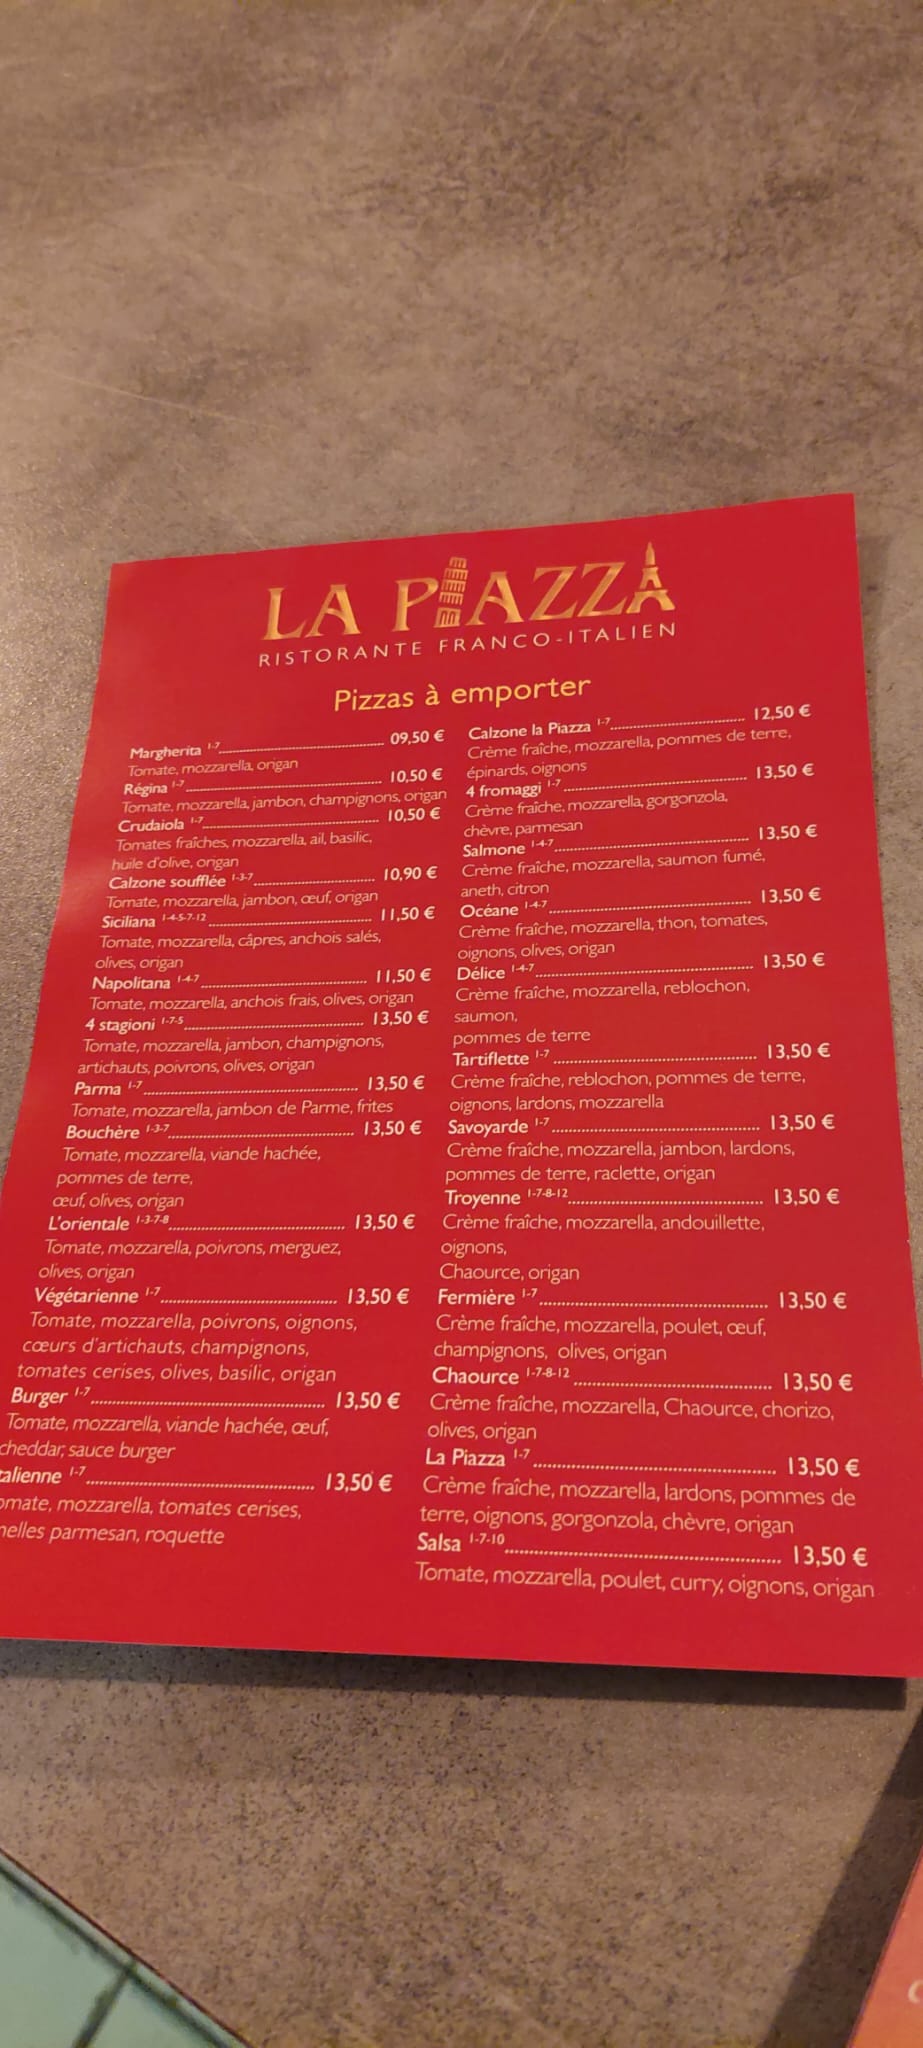 LA PIAZZA
RISTORANTE FRANCO-ITALIEN
Pizzas à emporter
Margherita 1-7 09,50 €
Tomate, mozzarella, origan
Régina 1-7 10,50 €
Tomate, mozzarella, jambon, champignons, origan
Crudaiola 1-7 10,50 €
Tomates fraîches, mozzarella, ail, basilic,
huile d'olive, origan
Calzone soufflée 1-3-7 10,90 €
Tomate, mozzarella, jambon, œuf, origan
Siciliana 1-4-5-7-12 11,50 €
Tomate, mozzarella, câpres, anchois salés,
olives, origan
Napolitana 1-4-7 11,50 €
Tomate, mozzarella, anchois frais, olives, origan
4 stagioni 1-7-5 13,50 €
Tomate, mozzarella, jambon, champignons,
artichauts, poivrons, olives, origan
Parma 1-7 13,50 €
Tomate, mozzarella, jambon de Parme, frites
Bouchère 1-3-7 13,50 €
Tomate, mozzarella, viande hachée,
pommes de terre,
œuf, olives, origan
L'orientale 1-3-7-8 13,50 €
Tomate, mozzarella, poivrons, merguez,
olives, origan
Végétarienne 1-7 13,50 €
Tomate, mozzarella, poivrons, oignons,
cœurs d'artichauts, champignons,
tomates cerises, olives, basilic, origan
Burger 1-7 13,50 €
Tomate, mozzarella, viande hachée, œuf,
cheddar, sauce burger
talienne 1-7 13,50 €
omate, mozzarella, tomates cerises,
nelles parmesan, roquette
Calzone la Piazza 1-7 12,50 €
Crème fraîche, mozzarella, pommes de terre,
épinards, oignons
4 fromaggi 1-7 13,50 €
Crème fraîche, mozzarella, gorgonzola,
chèvre, parmesan
Salmone 1-4-7 13,50 €
Crème fraîche, mozzarella, saumon fumé,
aneth, citron
Océane 1-4-7 13,50 €
Crème fraîche, mozzarella, thon, tomates,
oignons, olives, origan
Délice 1-4-7 13,50 €
Crème fraîche, mozzarella, reblochon,
saumon,
pommes de terre
Tartiflette 1-7 13,50 €
Crème fraîche, reblochon, pommes de terre,
oignons, lardons, mozzarella
Savoyarde 1-7 13,50 €
Crème fraîche, mozzarella, jambon, lardons,
pommes de terre, raclette, origan
Troyenne 1-7-8-12 13,50 €
Crème fraîche, mozzarella, andouillette,
oignons,
Chaource, origan
Fermière 1-7 13,50 €
Crème fraîche, mozzarella, poulet, œuf,
champignons, olives, origan
Chaource 1-7-8-12 13,50 €
Crème fraîche, mozzarella, Chaource, chorizo,
olives, origan
La Piazza 1-7 13,50 €
Crème fraîche, mozzarella, lardons, pommes de
terre, oignons, gorgonzola, chèvre, origan
Salsa 1-7-10 13,50 €
Tomate, mozzarella, poulet, curry, oignons, origan